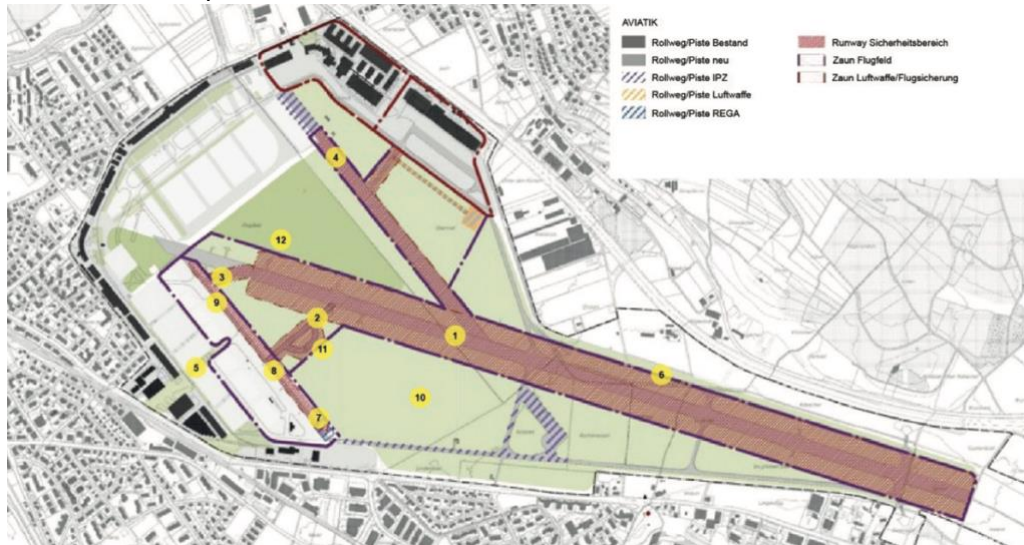 AVIATIK
Rollweg/Piste Bestand
Rollweg/Piste neu
Rollweg/Piste IPZ
Rollweg/Piste Luftwaffe
Rollweg/Piste REGA
Runway Sicherheitsbereich
Zaun Flugfeld
Zaun Luftwaffe/Flugsicherung
4
12
3
9
2
1
11
5
8
6
10
7